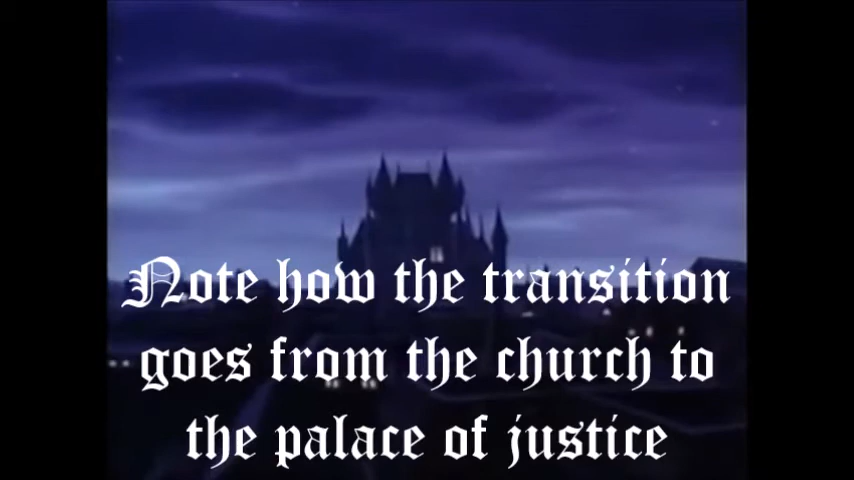 Note how the transition
goes from the church to
the palace of justice